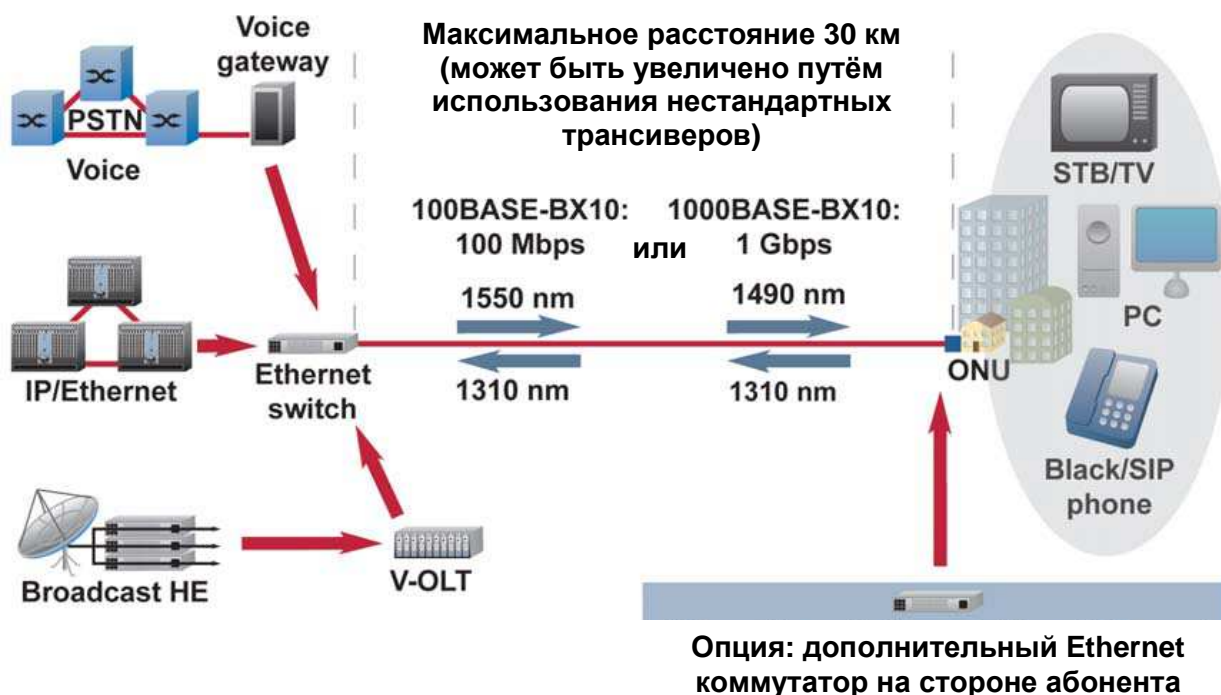 Voice
gateway
PSTN
Voice
Максимальное расстояние 30 км
(может быть увеличено путём
использования нестандартных
трансиверов)
STB/TV
100BASE-BX10:
100 Mbps
или
1000BASE-BX10:
1 Gbps
1550 nm
1490 nm
PC
IP/Ethernet
Ethernet
switch
1310 nm
1310 nm
ONU
Black/SIP
phone
Broadcast HE
V-OLT
Опция: дополнительный Ethernet
коммутатор на стороне абонента